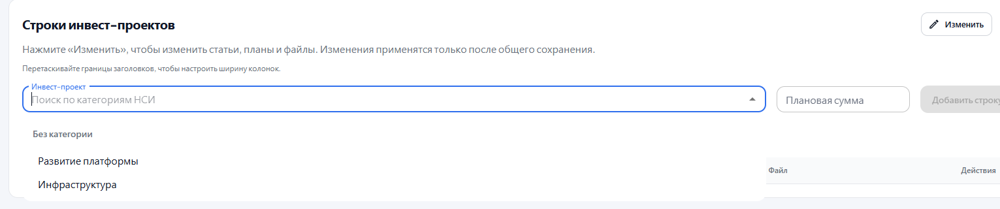 Строки инвест-проектов
Изменить
Нажмите «Изменить», чтобы изменить статьи, планы и файлы. Изменения применятся только после общего сохранения.
Перетаскивайте границы заголовков, чтобы настроить ширину колонок.
Инвест-проект
Поиск по категориям НСИ
Плановая сумма
Добавить строку
Без категории
Развитие платформы
Файл
Действия
Инфраструктура